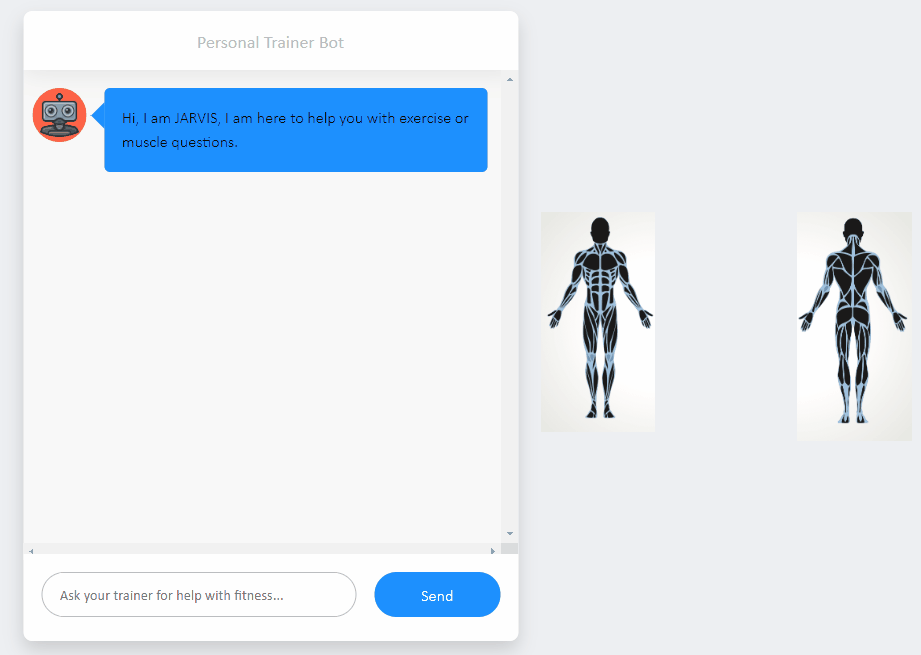 Personal Trainer Bot
Hi, I am JARVIS, I am here to help you with exercise or
muscle questions.
Ask your trainer for help with fitness...
Send